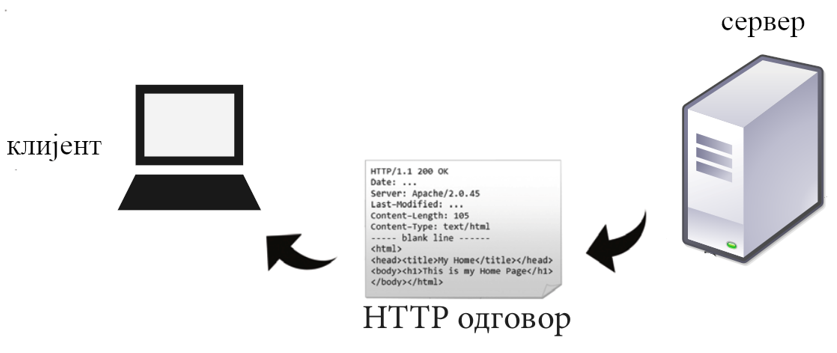 сервер
клијент
HTTP/1.1 200 OK
Date: ...
Server: Apache/2.0.45
Last-Modified: ...
Content-Length: 105
Content-Type: text/html
----- blank line ------
<html>
<head><title>My Home</title></head>
<body><h1>This is my Home Page</h1>
</body></html>
HTTP одговор